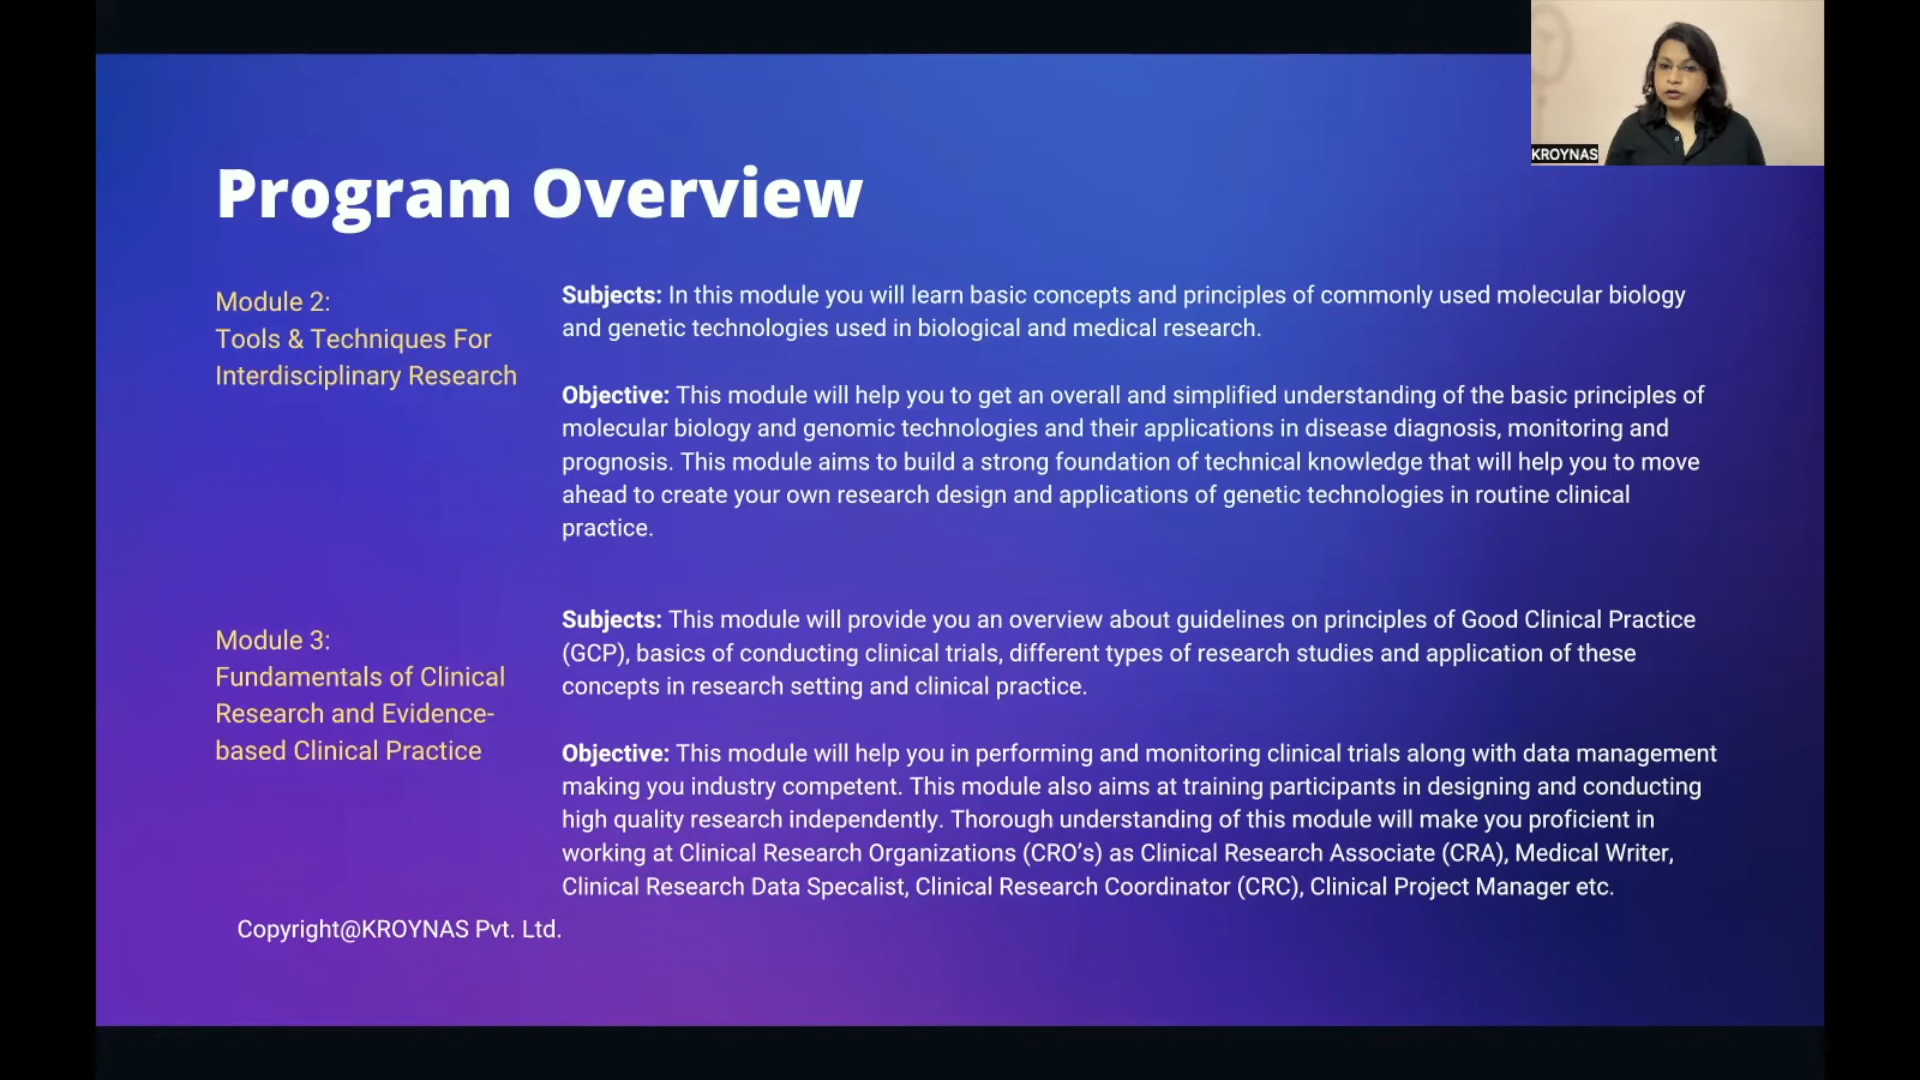 KROYNAS
Program Overview
Module 2:
Tools & Techniques For
Interdisciplinary Research
Subjects: In this module you will learn basic concepts and principles of commonly used molecular biology
and genetic technologies used in biological and medical research.
Objective: This module will help you to get an overall and simplified understanding of the basic principles of
molecular biology and genomic technologies and their applications in disease diagnosis, monitoring and
prognosis. This module aims to build a strong foundation of technical knowledge that will help you to move
ahead to create your own research design and applications of genetic technologies in routine clinical
practice.
Module 3:
Fundamentals of Clinical
Research and Evidence-
based Clinical Practice
Subjects: This module will provide you an overview about guidelines on principles of Good Clinical Practice
(GCP), basics of conducting clinical trials, different types of research studies and application of these
concepts in research setting and clinical practice.
Objective: This module will help you in performing and monitoring clinical trials along with data management
making you industry competent. This module also aims at training participants in designing and conducting
high quality research independently. Thorough understanding of this module will make you proficient in
working at Clinical Research Organizations (CRO’s) as Clinical Research Associate (CRA), Medical Writer,
Clinical Research Data Specalist, Clinical Research Coordinator (CRC), Clinical Project Manager etc.
Copyright@KROYNAS Pvt. Ltd.